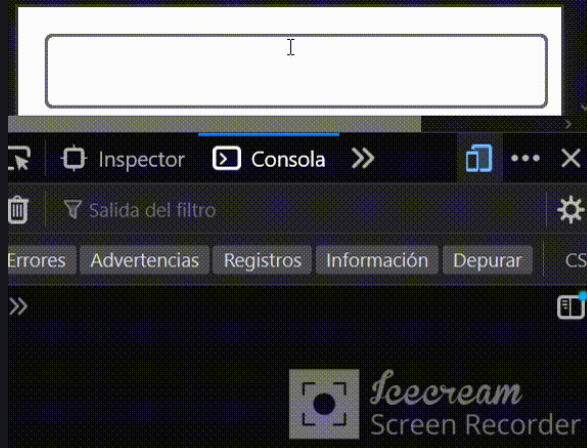 Inspector Consola
Salida del filtro
Errores Advertencias Registros Información Depurar CS
Icecream
Screen Recorder